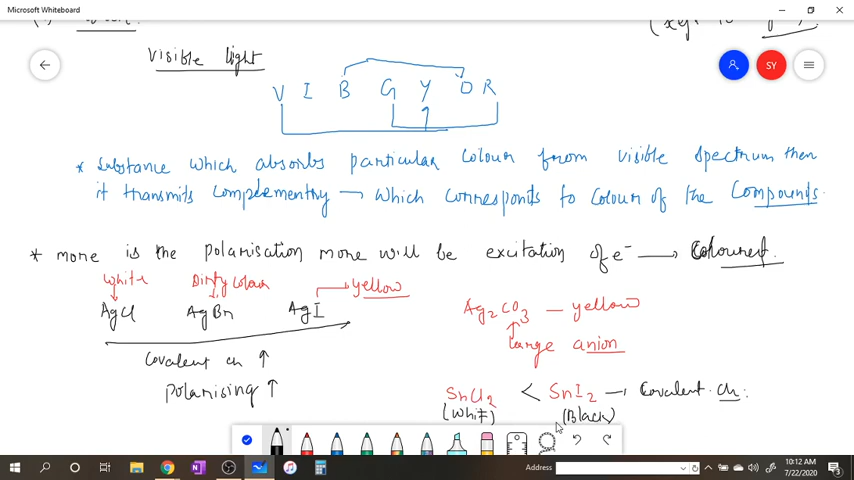 Microsoft Whiteboard
Visible light
SY
V I B G Y O R
* Substance which absorbs particular colour from visible spectrum then
it transmits complementry — which corresponds to colour of the compounds.
* more is the polarisation more will be excitation of e⁻ → Coloured.
white Dirty colour yellow
AgCl AgBr AgI
Ag₂CO₃ — yellow
large anion
Covalent ch ↑
polarising ↑
SnCl₂ < SnI₂ → Covalent ch.
(White) (Black)
Address
10:12 AM
7/22/2020